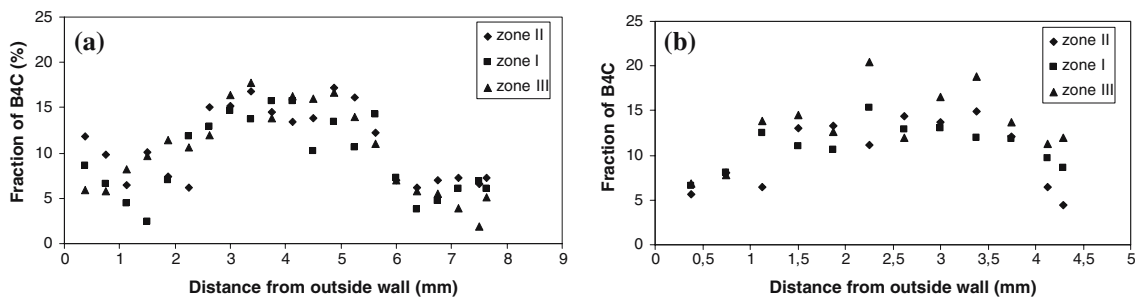 (a)
zone II
zone I
zone III
Fraction of B4C (%)
25
20
15
10
5
0
0 1 2 3 4 5 6 7 8 9
Distance from outside wall (mm)
(b)
zone II
zone I
zone III
Fraction of B4C
25
20
15
10
5
0
0 0,5 1 1,5 2 2,5 3 3,5 4 4,5 5
Distance from outside wall (mm)